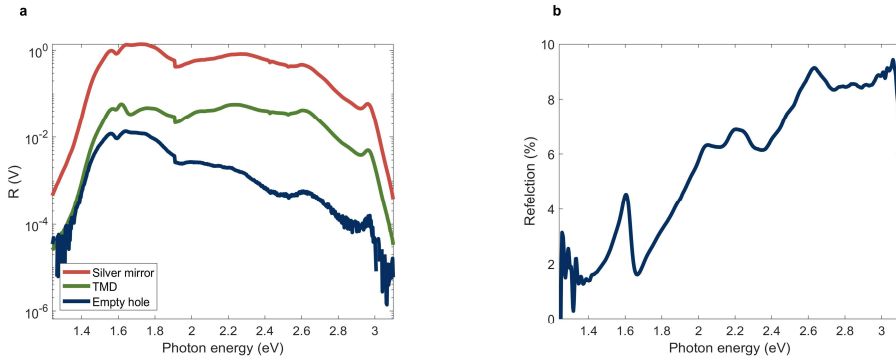 a
b
10^0
10^-2
10^-4
10^-6
R (V)
Silver mirror
TMD
Empty hole
1.4 1.6 1.8 2 2.2 2.4 2.6 2.8 3
Photon energy (eV)
10
8
6
4
2
0
Refelction (%)
1.4 1.6 1.8 2 2.2 2.4 2.6 2.8 3
Photon energy (eV)